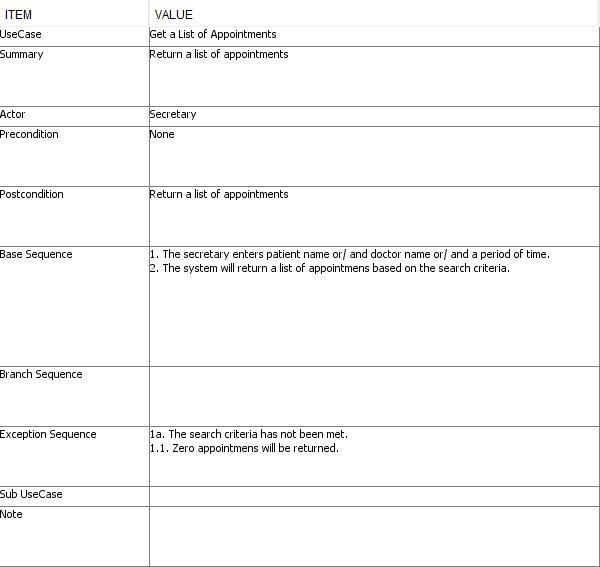 ITEM VALUE
UseCase Get a List of Appointments
Summary Return a list of appointments
Actor Secretary
Precondition None
Postcondition Return a list of appointments
Base Sequence 1. The secretary enters patient name or/ and doctor name or/ and a period of time.
2. The system will return a list of appointmens based on the search criteria.
Branch Sequence
Exception Sequence 1a. The search criteria has not been met.
1.1. Zero appointmens will be returned.
Sub UseCase
Note